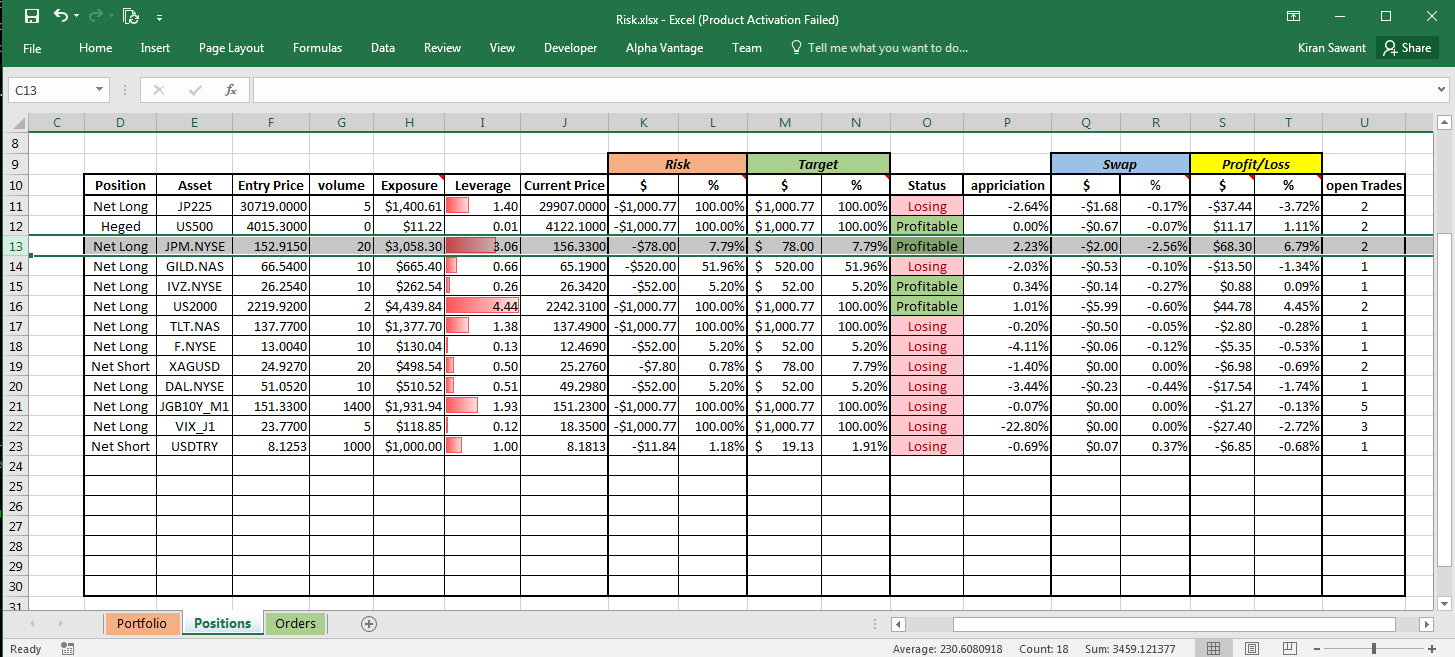 Risk.xlsx - Excel (Product Activation Failed)
File Home Insert Page Layout Formulas Data Review View Developer Alpha Vantage Team Tell me what you want to do... Kiran Sawant Share
C13 fx
C D E F G H I J K L M N O P Q R S T U
8
9 Risk Target Swap Profit/Loss
10 Position Asset Entry Price volume Exposure Leverage Current Price $ % $ % Status appriciation $ % $ % open Trades
11 Net Long JP225 30719.0000 5 $1,400.61 1.40 29907.0000 -$1,000.77 100.00% $1,000.77 100.00% Losing -2.64% -$1.68 -0.17% -$37.44 -3.72% 2
12 Heged US500 4015.3000 0 $11.22 0.01 4122.1000 -$1,000.77 100.00% $1,000.77 100.00% Profitable 0.00% -$0.67 -0.07% $11.17 1.11% 2
13 Net Long JPM.NYSE 152.9150 20 $3,058.30 3.06 156.3300 -$78.00 7.79% $ 78.00 7.79% Profitable 2.23% -$2.00 -2.56% $68.30 6.79% 2
14 Net Long GILD.NAS 66.5400 10 $665.40 0.66 65.1900 -$520.00 51.96% $ 520.00 51.96% Losing -2.03% -$0.53 -0.10% -$13.50 -1.34% 1
15 Net Long IVZ.NYSE 26.2540 10 $262.54 0.26 26.3420 -$52.00 5.20% $ 52.00 5.20% Profitable 0.34% -$0.14 -0.27% $0.88 0.09% 1
16 Net Long US2000 2219.9200 2 $4,439.84 4.44 2242.3100 -$1,000.77 100.00% $1,000.77 100.00% Profitable 1.01% -$5.99 -0.60% $44.78 4.45% 2
17 Net Long TLT.NAS 137.7700 10 $1,377.70 1.38 137.4900 -$1,000.77 100.00% $1,000.77 100.00% Losing -0.20% -$0.50 -0.05% -$2.80 -0.28% 1
18 Net Long F.NYSE 13.0040 10 $130.04 0.13 12.4690 -$52.00 5.20% $ 52.00 5.20% Losing -4.11% -$0.06 -0.12% -$5.35 -0.53% 1
19 Net Short XAGUSD 24.9270 20 $498.54 0.50 25.2760 -$7.80 0.78% $ 78.00 7.79% Losing -1.40% $0.00 0.00% -$6.98 -0.69% 2
20 Net Long DAL.NYSE 51.0520 10 $510.52 0.51 49.2980 -$52.00 5.20% $ 52.00 5.20% Losing -3.44% -$0.23 -0.44% -$17.54 -1.74% 1
21 Net Long JGB10Y_M1 151.3300 1400 $1,931.94 1.93 151.2300 -$1,000.77 100.00% $1,000.77 100.00% Losing -0.07% $0.00 0.00% -$1.27 -0.13% 5
22 Net Long VIX_J1 23.7700 5 $118.85 0.12 18.3500 -$1,000.77 100.00% $1,000.77 100.00% Losing -22.80% $0.00 0.00% -$27.40 -2.72% 3
23 Net Short USDTRY 8.1253 1000 $1,000.00 1.00 8.1813 -$11.84 1.18% $ 19.13 1.91% Losing -0.69% $0.07 0.37% -$6.85 -0.68% 1
24
25
26
27
28
29
30
31
Portfolio Positions Orders
Ready Average: 230.6080918 Count: 18 Sum: 3459.121377